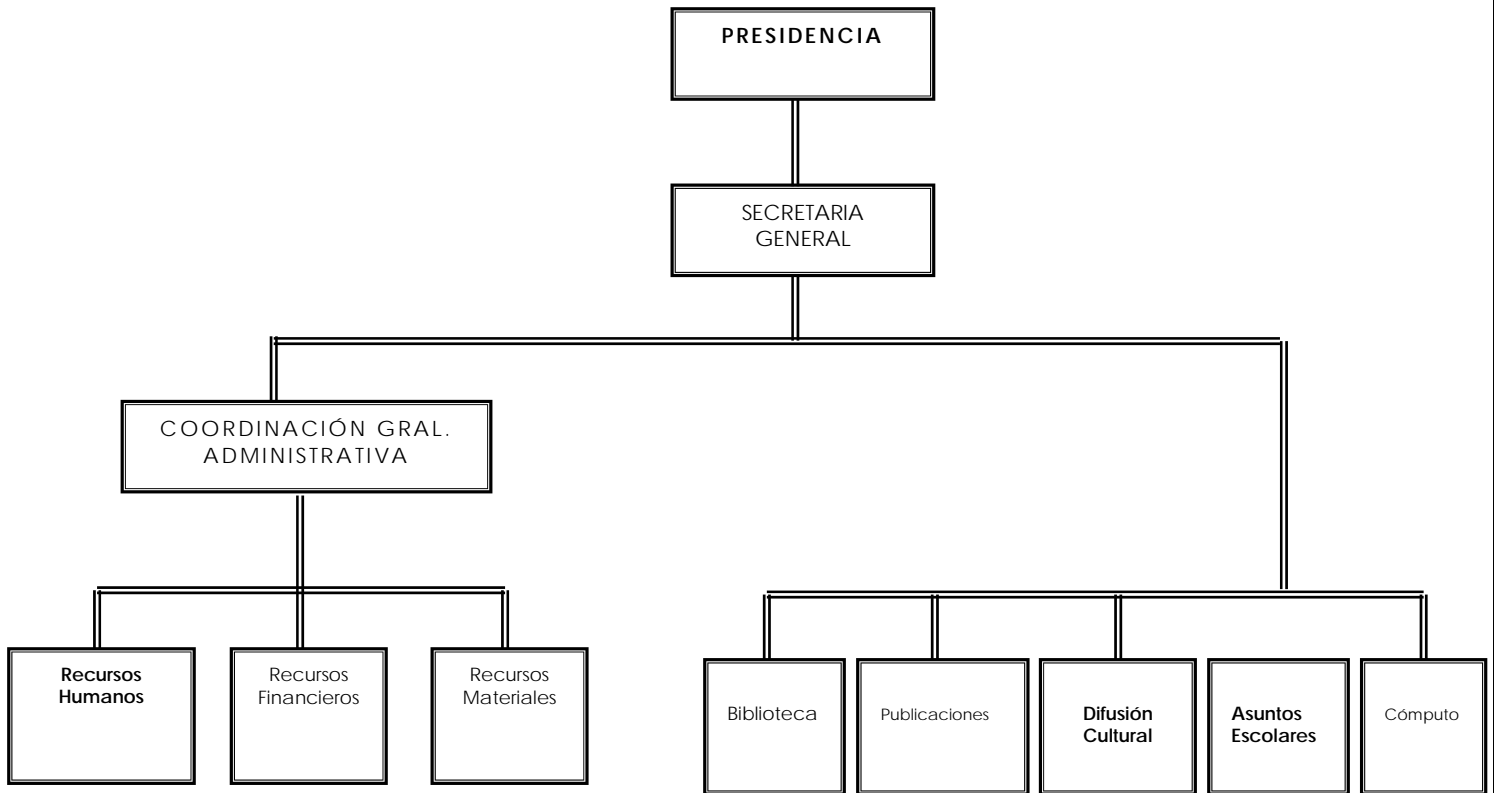 PRESIDENCIA
SECRETARIA
GENERAL
COORDINACIÓN GRAL.
ADMINISTRATIVA
Recursos
Humanos
Recursos
Financieros
Recursos
Materiales
Biblioteca
Publicaciones
Difusión
Cultural
Asuntos
Escolares
Cómputo